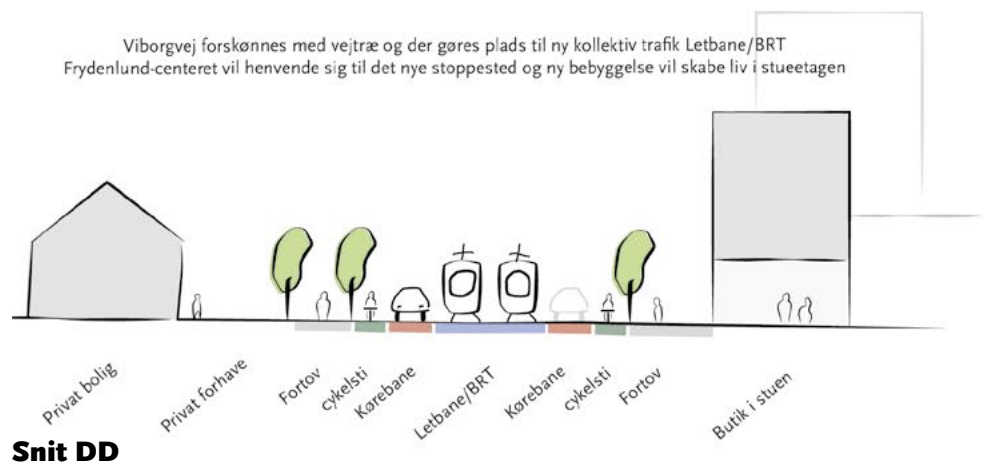 Viborgvej forskønnes med vejtræ og der gøres plads til ny kollektiv trafik Letbane/BRT
Frydenlund-centeret vil henvende sig til det nye stoppested og ny bebyggelse vil skabe liv i stueetagen
Privat bolig
Privat forhave
Fortov
cykelsti
Kørebane
Letbane/BRT
Kørebane
cykelsti
Fortov
Butik i stuen
Snit DD